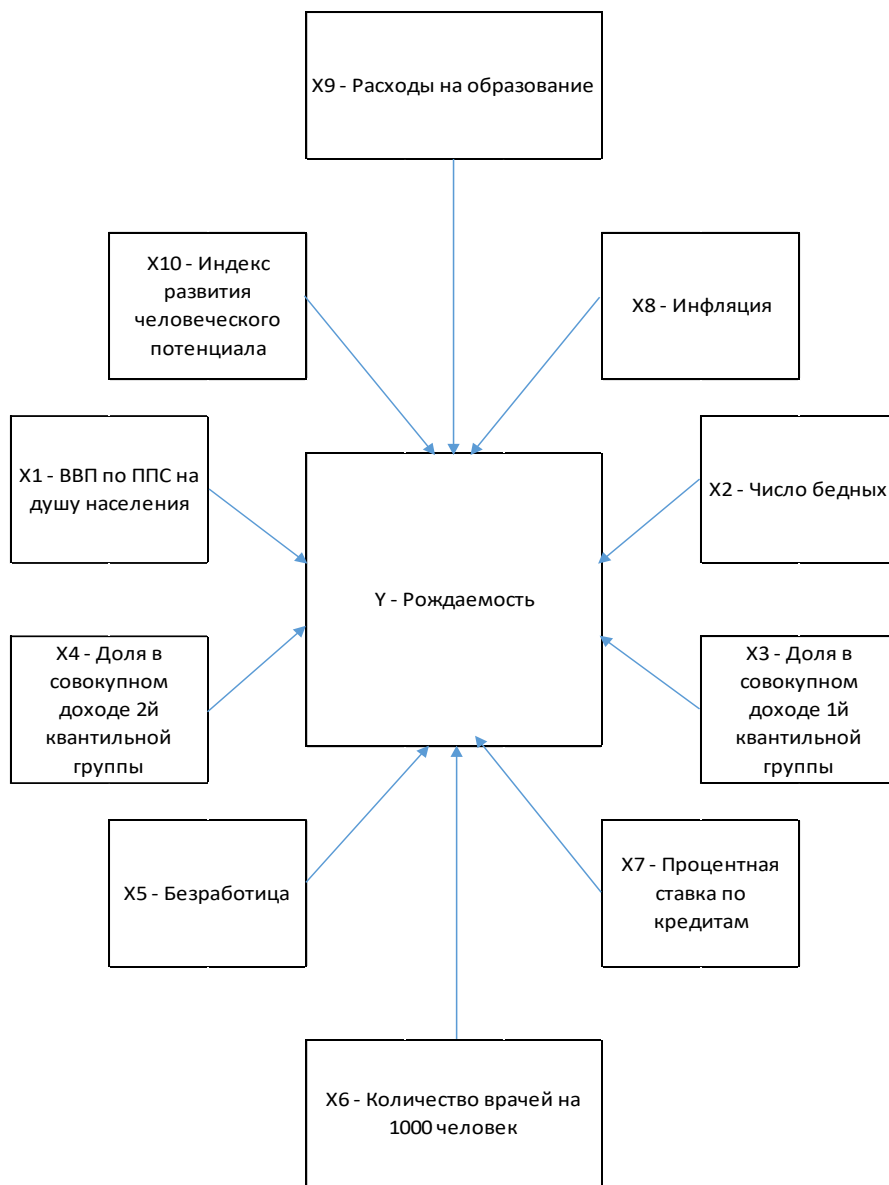 X9 - Расходы на образование
X10 - Индекс
развития
человеческого
потенциала
X8 - Инфляция
X1 - ВВП по ППС на
душу населения
X2 - Число бедных
Y - Рождаемость
X4 - Доля в
совокупном
доходе 2й
квантильной
группы
X3 - Доля в
совокупном
доходе 1й
квантильной
группы
X5 - Безработица
X7 - Процентная
ставка по
кредитам
X6 - Количество врачей на
1000 человек